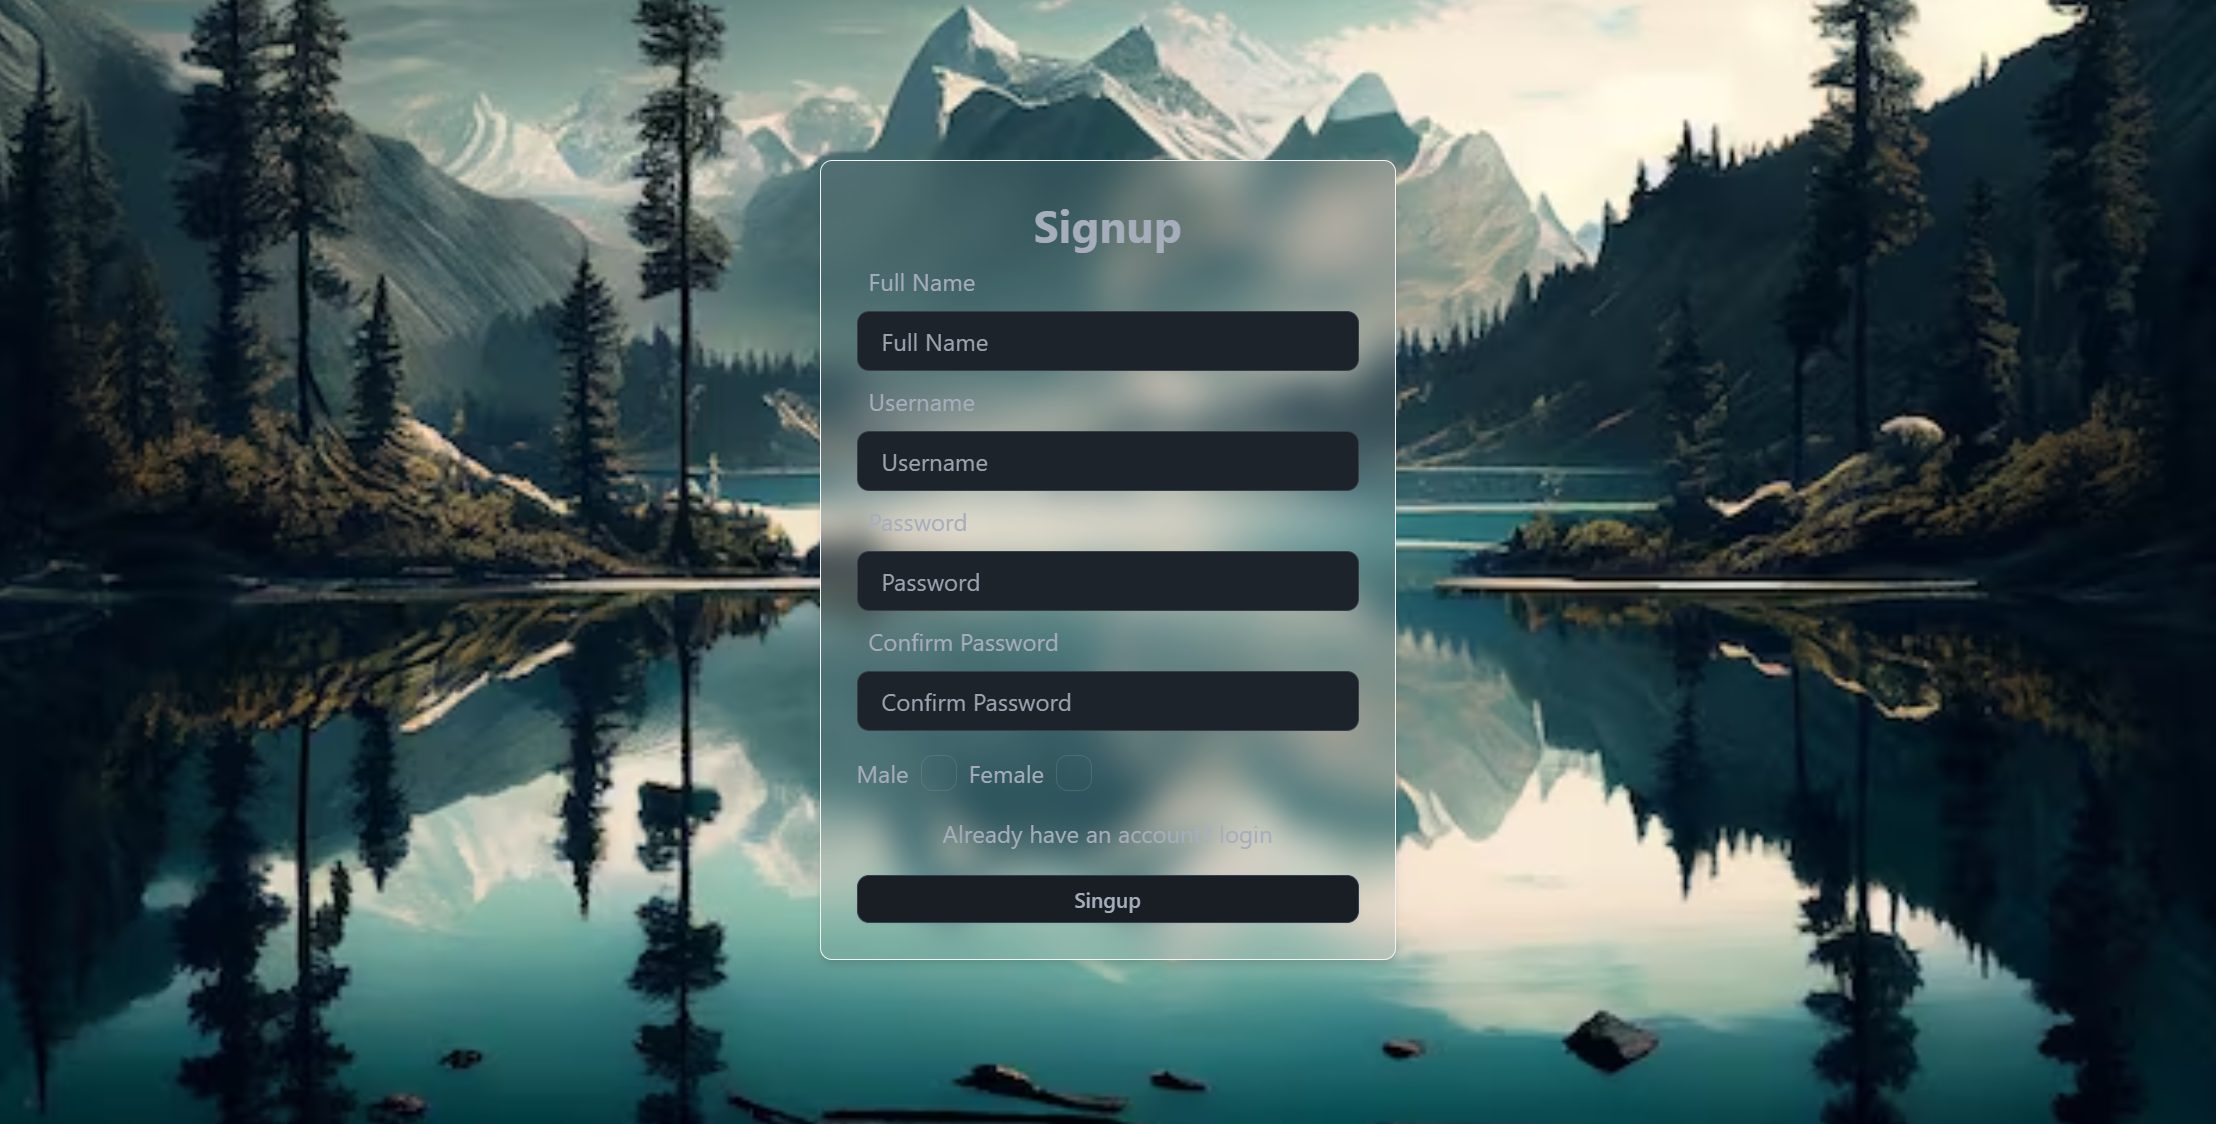 Signup
Full Name
Full Name
Username
Username
Password
Password
Confirm Password
Confirm Password
Male Female
Already have an account? login
Singup